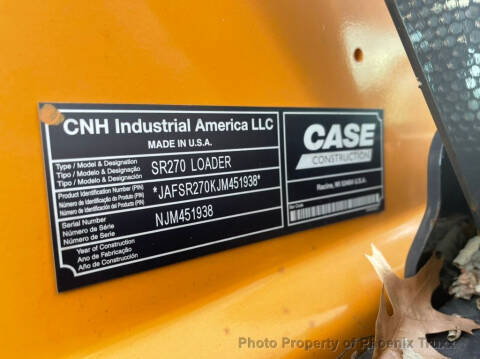 CNH Industrial America LLC
MADE IN U.S.A.
Type / Model & Designation
Type / Model & Designação
Tipo / Modelo & Designación
SR270 LOADER
Product Identification Number (PIN)
Número de Identificação do Produto (PIN)
Número de Identificación del Producto (PIN)
*JAFSR270KJM451938*
Serial Number
Número de Série
Número de Serie
NJM451938
Year of Construction
Ano de Fabricação
Año de Construcción
CASE
CONSTRUCTION
Racine, WI 53404 U.S.A.
Photo Property of Phoenix Truck